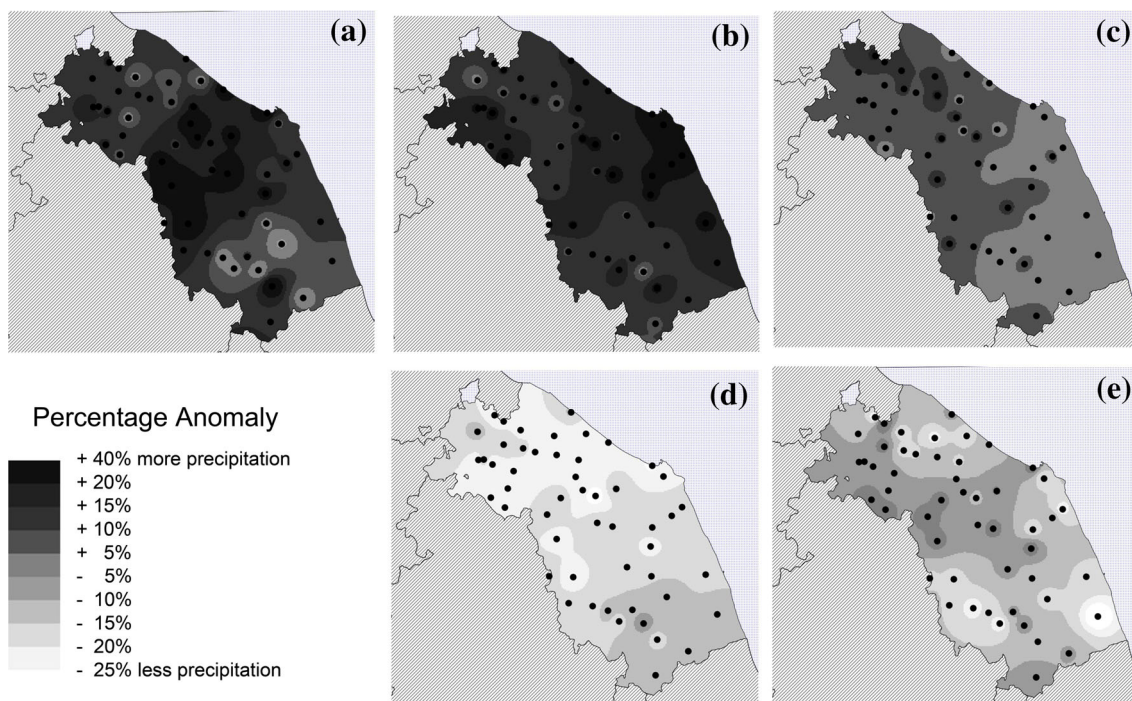 (a)
(b)
(c)
(d)
(e)
Percentage Anomaly
+ 40% more precipitation
+ 20%
+ 15%
+ 10%
+ 5%
- 5%
- 10%
- 15%
- 20%
- 25% less precipitation